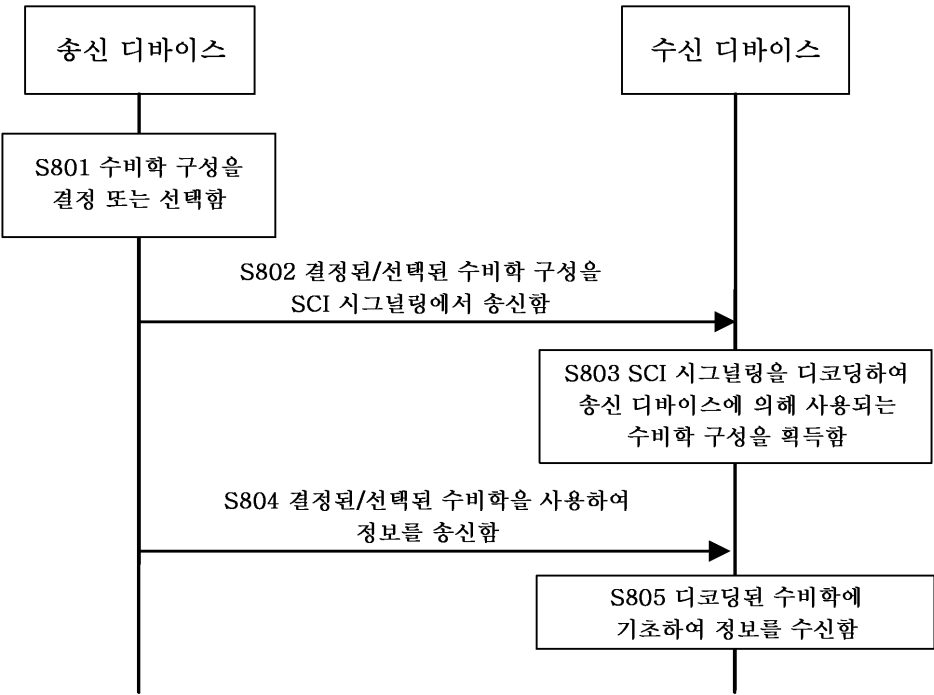 송신 디바이스
수신 디바이스
S801 수비학 구성을
결정 또는 선택함
S802 결정된/선택된 수비학 구성을
SCI 시그널링에서 송신함
S803 SCI 시그널링을 디코딩하여
송신 디바이스에 의해 사용되는
수비학 구성을 획득함
S804 결정된/선택된 수비학을 사용하여
정보를 송신함
S805 디코딩된 수비학에
기초하여 정보를 수신함